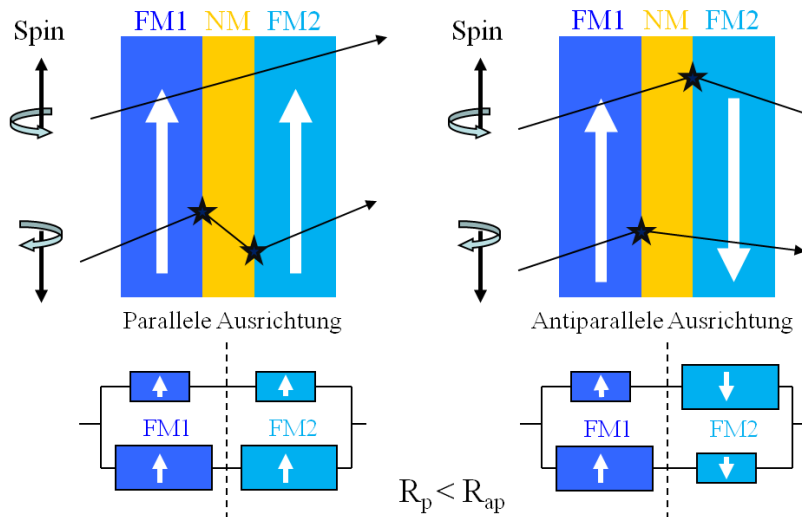 Spin FM1 NM FM2
Spin FM1 NM FM2
Parallele Ausrichtung
Antiparallele Ausrichtung
FM1 FM2
FM1 FM2
Rp < Rap